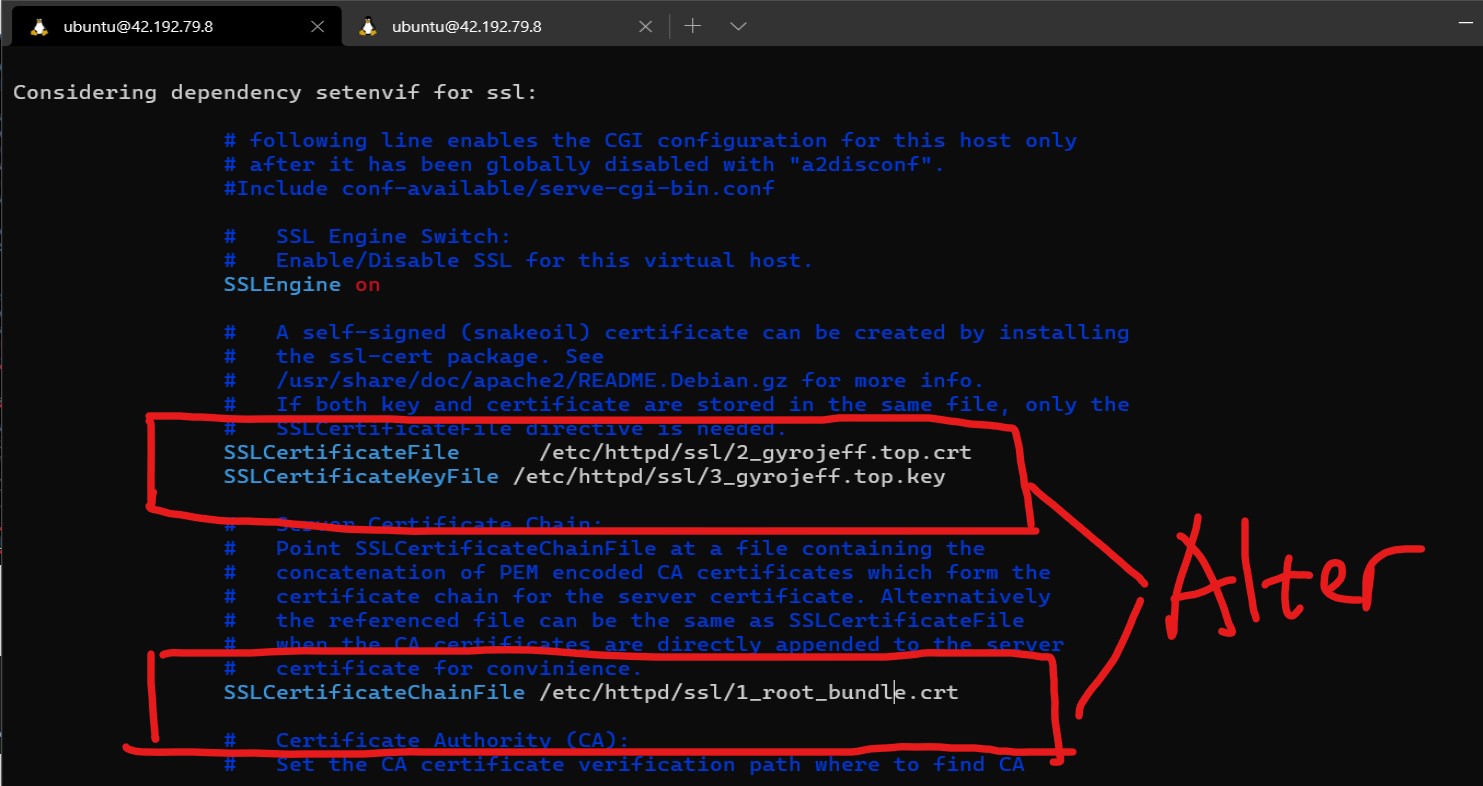 ubuntu@42.192.79.8
ubuntu@42.192.79.8
Considering dependency setenvif for ssl:
# following line enables the CGI configuration for this host only
# after it has been globally disabled with "a2disconf".
#Include conf-available/serve-cgi-bin.conf
# SSL Engine Switch:
# Enable/Disable SSL for this virtual host.
SSLEngine on
# A self-signed (snakeoil) certificate can be created by installing
# the ssl-cert package. See
# /usr/share/doc/apache2/README.Debian.gz for more info.
# If both key and certificate are stored in the same file, only the
# SSLCertificateFile directive is needed.
SSLCertificateFile /etc/httpd/ssl/2_gyrojeff.top.crt
SSLCertificateKeyFile /etc/httpd/ssl/3_gyrojeff.top.key
# Server Certificate Chain:
# Point SSLCertificateChainFile at a file containing the
# concatenation of PEM encoded CA certificates which form the
# certificate chain for the server certificate. Alternatively
# the referenced file can be the same as SSLCertificateFile
# when the CA certificates are directly appended to the server
# certificate for convinience.
SSLCertificateChainFile /etc/httpd/ssl/1_root_bundle.crt
# Certificate Authority (CA):
# Set the CA certificate verification path where to find CA
Alter